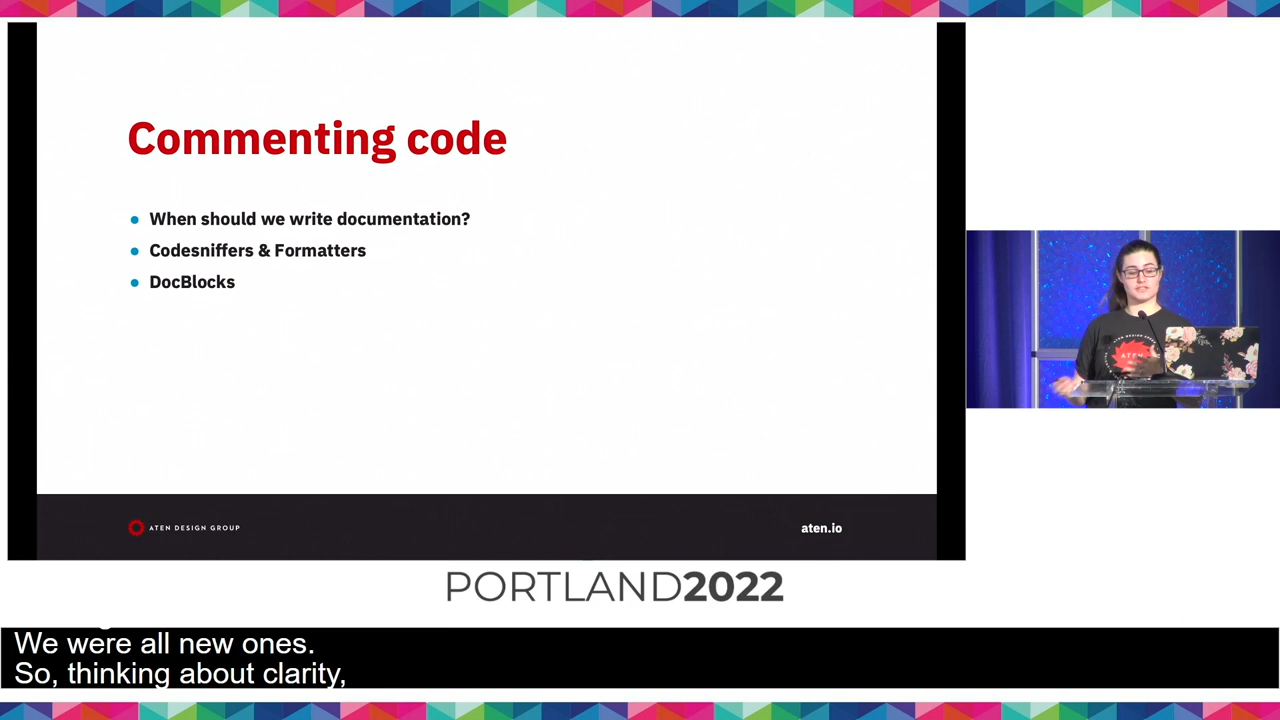 Commenting code
When should we write documentation?
Codesniffers & Formatters
DocBlocks
ATEN DESIGN GROUP
aten.io
ATEN
PORTLAND2022
We were all new ones.
So, thinking about clarity,